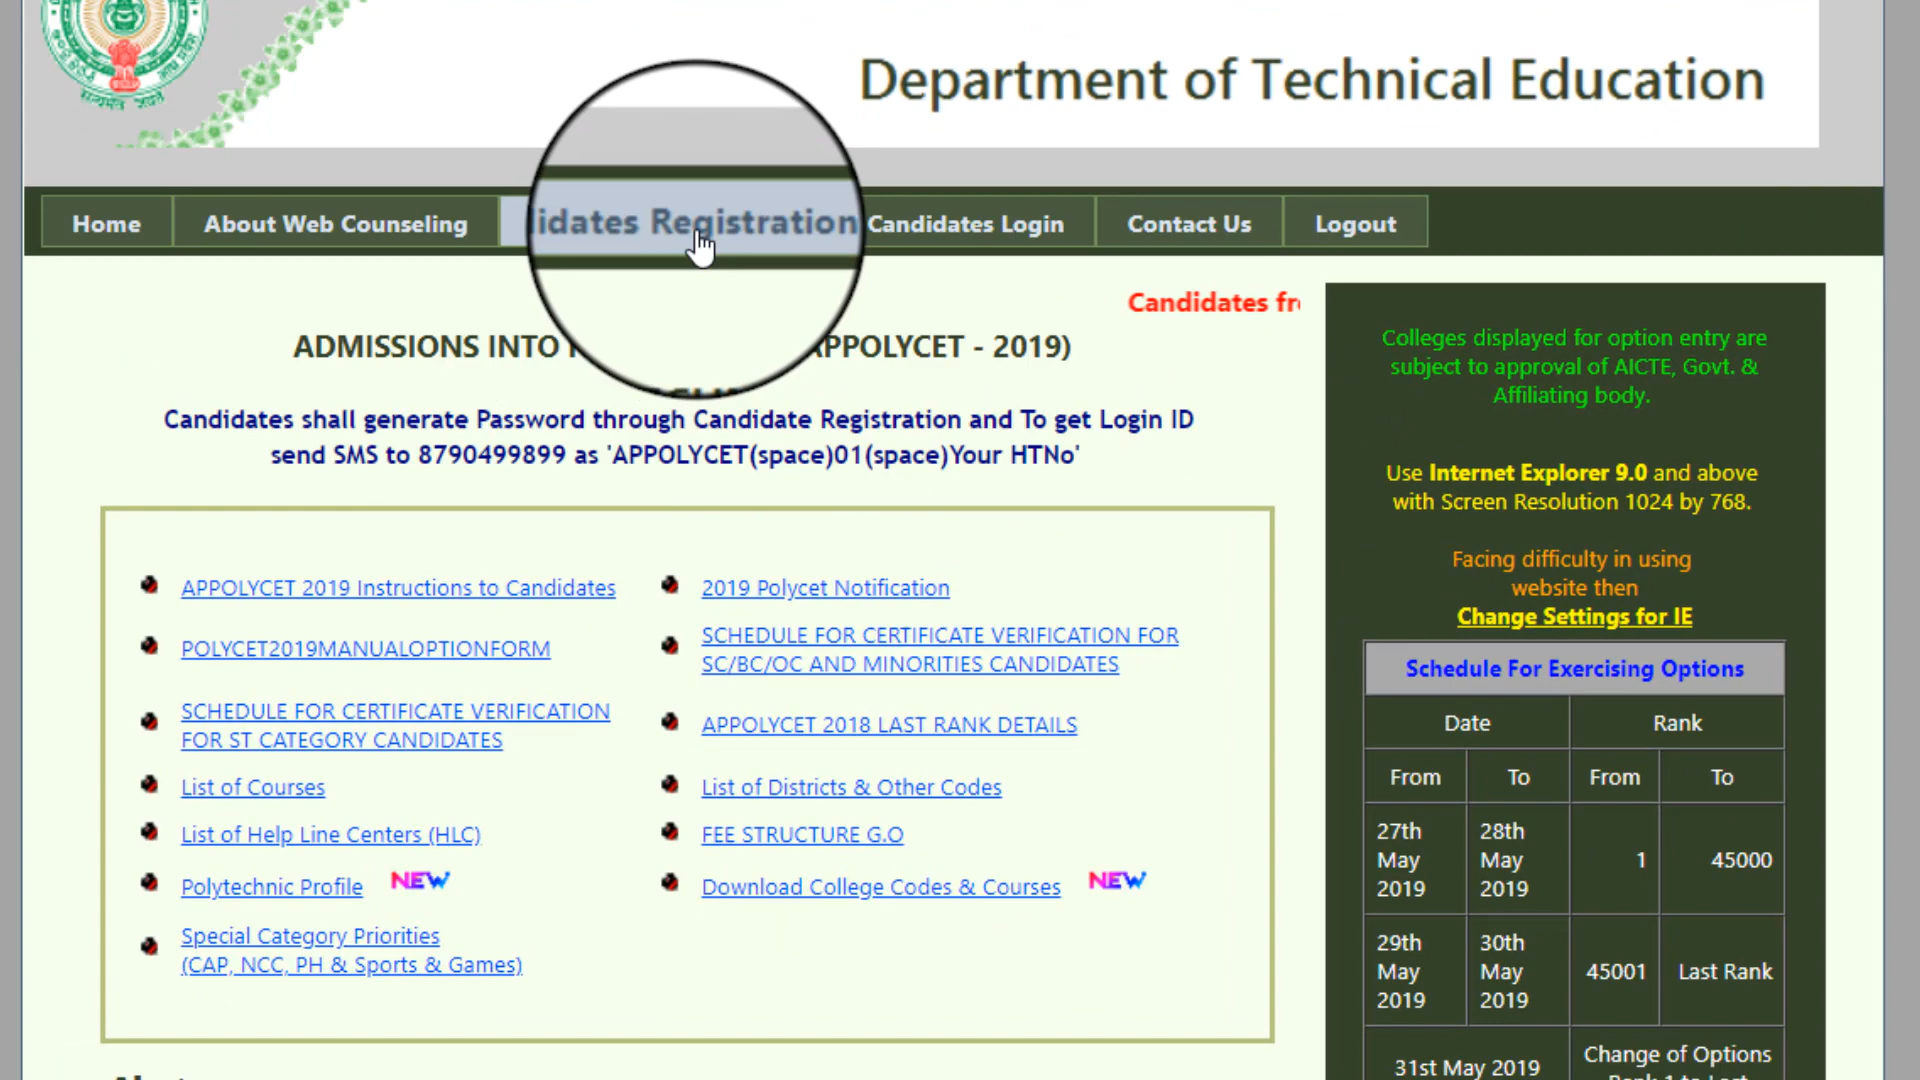 Department of Technical Education
Home
About Web Counseling
idates Registration
Candidates Login
Contact Us
Logout
Candidates fr
ADMISSIONS INTO
APPOLYCET - 2019)
Candidates shall generate Password through Candidate Registration and To get Login ID
send SMS to 8790499899 as 'APPOLYCET(space)01(space)Your HTNo'
APPOLYCET 2019 Instructions to Candidates
2019 Polycet Notification
POLYCET2019MANUALOPTIONFORM
SCHEDULE FOR CERTIFICATE VERIFICATION FOR
SC/BC/OC AND MINORITIES CANDIDATES
SCHEDULE FOR CERTIFICATE VERIFICATION
FOR ST CATEGORY CANDIDATES
APPOLYCET 2018 LAST RANK DETAILS
List of Courses
List of Districts & Other Codes
List of Help Line Centers (HLC)
FEE STRUCTURE G.O
Polytechnic Profile NEW
Download College Codes & Courses NEW
Special Category Priorities
(CAP, NCC, PH & Sports & Games)
Colleges displayed for option entry are
subject to approval of AICTE, Govt. &
Affiliating body.
Use Internet Explorer 9.0 and above
with Screen Resolution 1024 by 768.
Facing difficulty in using
website then
Change Settings for IE
Schedule For Exercising Options
Date Rank
From To From To
27th May 2019 28th May 2019 1 45000
29th May 2019 30th May 2019 45001 Last Rank
31st May 2019
Change of Options